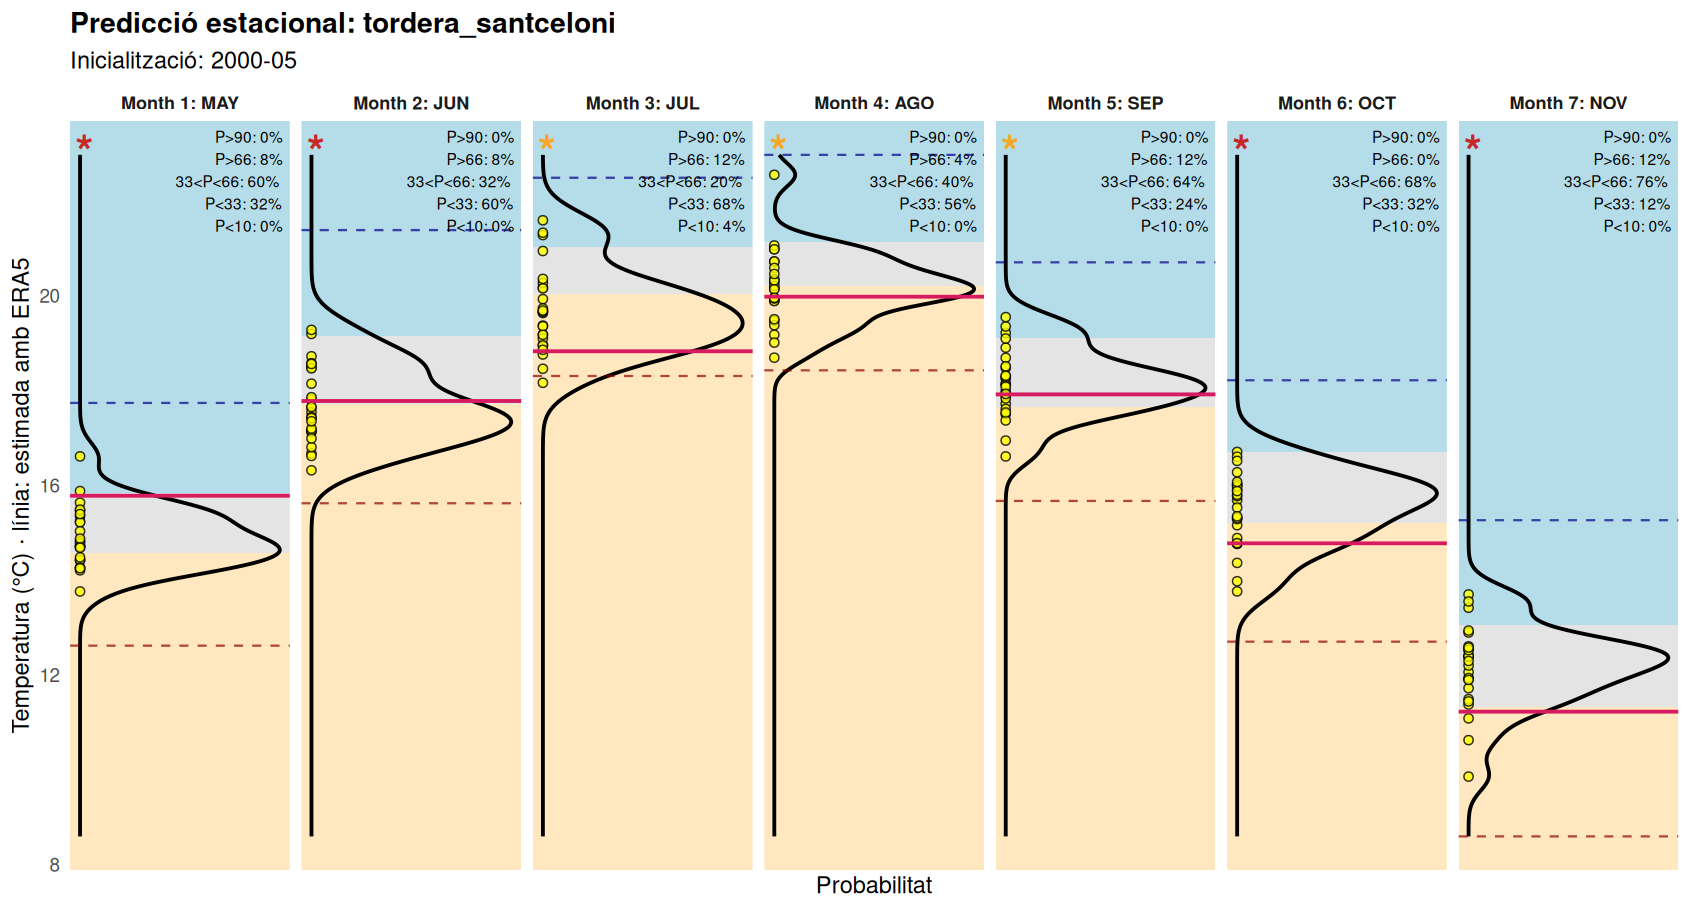 Predicció estacional: tordera_santceloni
Inicialització: 2000-05
Month 1: MAY
Month 2: JUN
Month 3: JUL
Month 4: AGO
Month 5: SEP
Month 6: OCT
Month 7: NOV
*
P>90: 0%
P>66: 8%
33<P<66: 60%
P<33: 32%
P<10: 0%
*
P>90: 0%
P>66: 8%
33<P<66: 32%
P<33: 60%
P<10: 0%
*
P>90: 0%
P>66: 12%
33<P<66: 20%
P<33: 68%
P<10: 4%
*
P>90: 0%
P>66: 4%
33<P<66: 40%
P<33: 56%
P<10: 0%
*
P>90: 0%
P>66: 12%
33<P<66: 64%
P<33: 24%
P<10: 0%
*
P>90: 0%
P>66: 0%
33<P<66: 68%
P<33: 32%
P<10: 0%
*
P>90: 0%
P>66: 12%
33<P<66: 76%
P<33: 12%
P<10: 0%
Temperatura (°C) · línia: estimada amb ERA5
20
16
12
8
Probabilitat